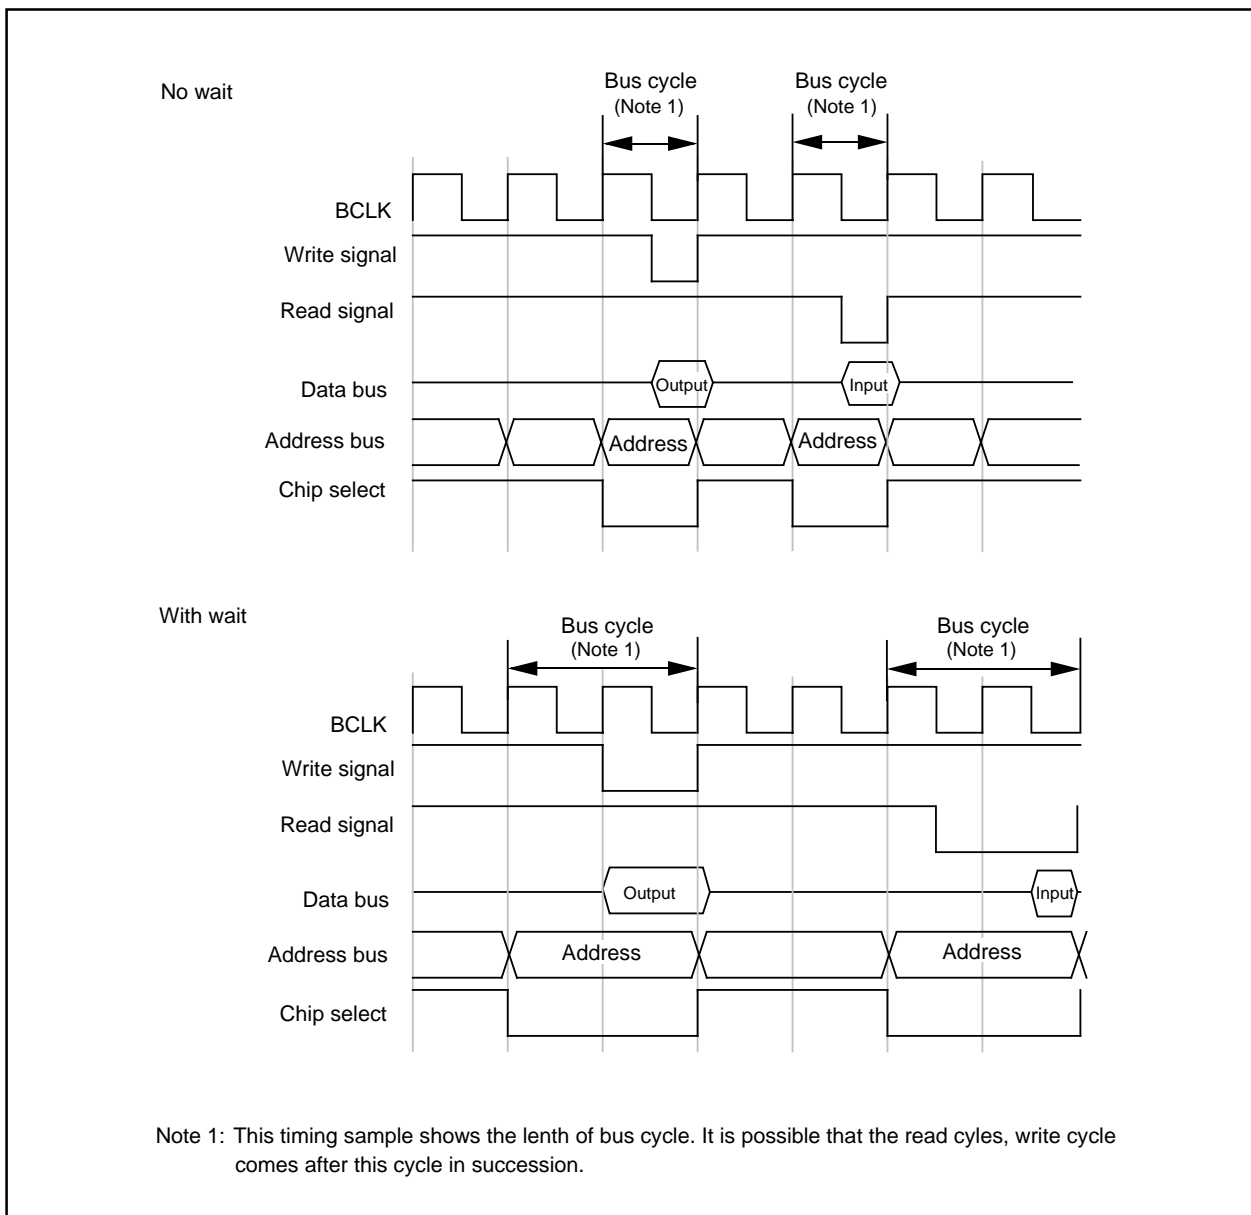 No wait
Bus cycle
(Note 1)
Bus cycle
(Note 1)
BCLK
Write signal
Read signal
Data bus
Output
Input
Address bus
Address
Address
Chip select
With wait
Bus cycle
(Note 1)
Bus cycle
(Note 1)
BCLK
Write signal
Read signal
Data bus
Output
Input
Address bus
Address
Address
Chip select
Note 1: This timing sample shows the lenth of bus cycle. It is possible that the read cyles, write cycle
comes after this cycle in succession.